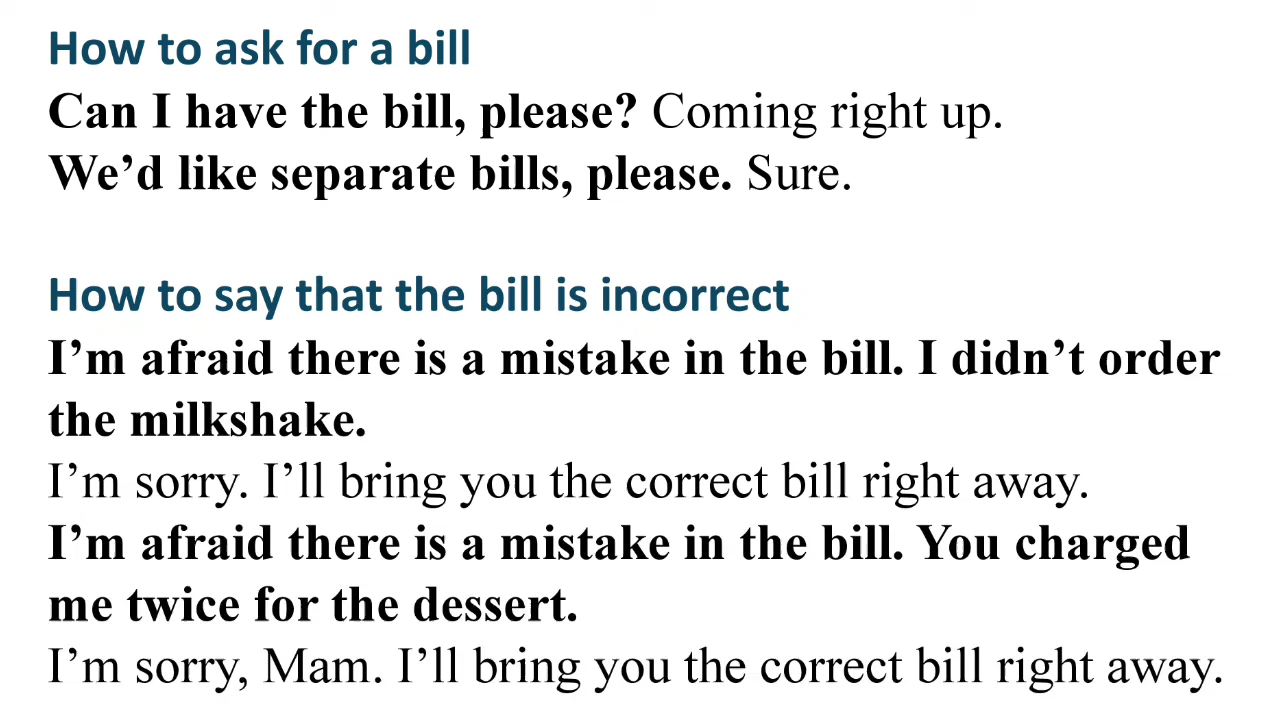 How to ask for a bill
Can I have the bill, please? Coming right up.
We’d like separate bills, please. Sure.
How to say that the bill is incorrect
I’m afraid there is a mistake in the bill. I didn’t order
the milkshake.
I’m sorry. I’ll bring you the correct bill right away.
I’m afraid there is a mistake in the bill. You charged
me twice for the dessert.
I’m sorry, Mam. I’ll bring you the correct bill right away.